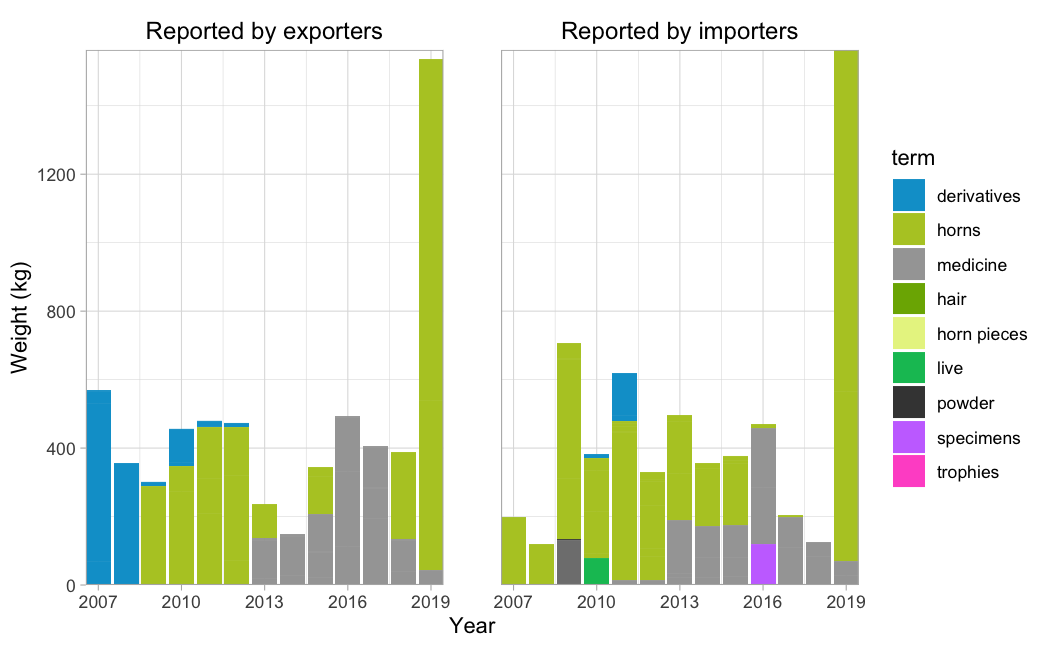 Reported by exporters
Reported by importers
Weight (kg)
1200
800
400
0
2007 2010 2013 2016 2019
2007 2010 2013 2016 2019
Year
term
derivatives
horns
medicine
hair
horn pieces
live
powder
specimens
trophies